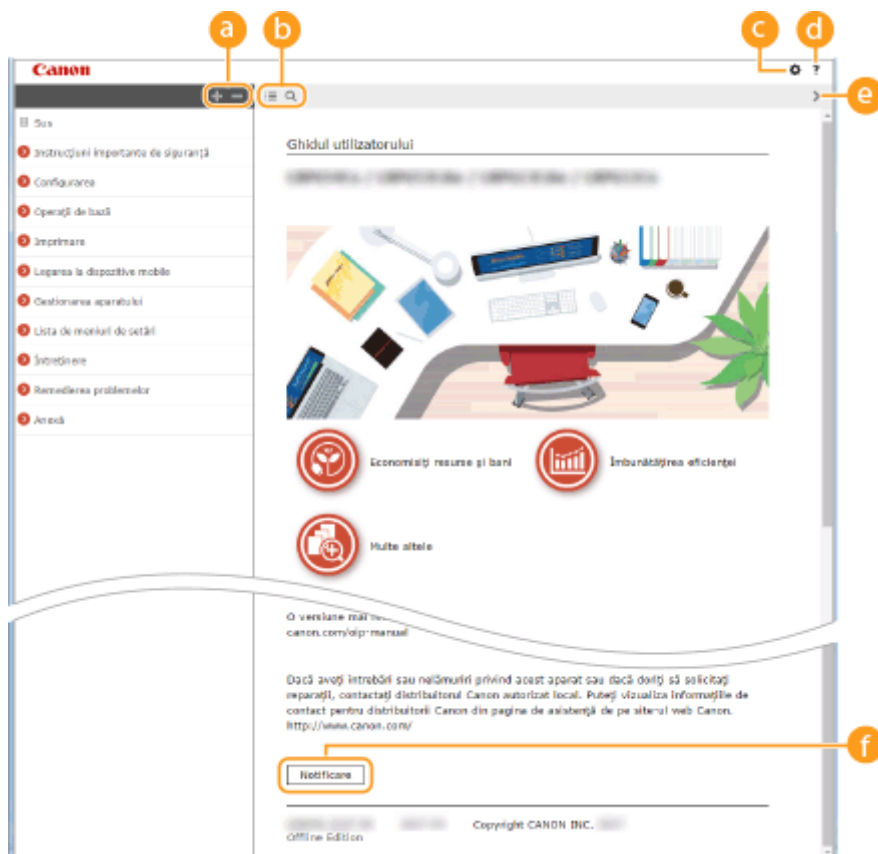 a
b
c
d
Canon
?
e
Sus
Instrucțiuni importante de siguranță
Configurarea
Operații de bază
Imprimare
Legarea la dispozitive mobile
Gestionarea aparatului
Lista de meniuri de setări
Întreținere
Remedierea problemelor
Anexă
Ghidul utilizatorului
Economisiți resurse și bani
Îmbunătățirea eficienței
Multe altele
O versiune mai
canon.com/oip-manual
Dacă aveți întrebări sau nelămuriri privind acest aparat sau dacă doriți să solicitați
reparații, contactați distribuitorul Canon autorizat local. Puteți vizualiza informațiile de
contact pentru distribuitorii Canon din pagina de asistență de pe site-ul web Canon.
http://www.canon.com/
f
Notificare
Copyright CANON INC.
Offline Edition